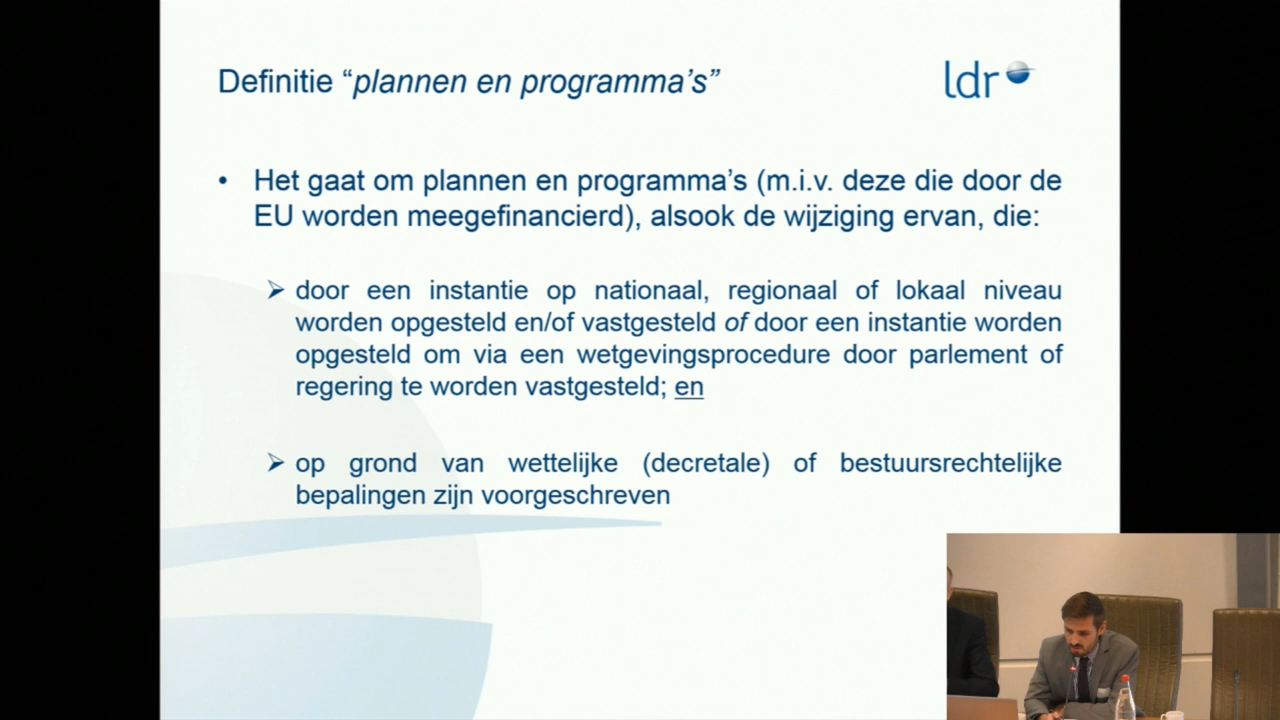 Definitie “plannen en programma’s”
ldr
• Het gaat om plannen en programma’s (m.i.v. deze die door de
EU worden meegefinancierd), alsook de wijziging ervan, die:
➢ door een instantie op nationaal, regionaal of lokaal niveau
worden opgesteld en/of vastgesteld of door een instantie worden
opgesteld om via een wetgevingsprocedure door parlement of
regering te worden vastgesteld; en
➢ op grond van wettelijke (decretale) of bestuursrechtelijke
bepalingen zijn voorgeschreven